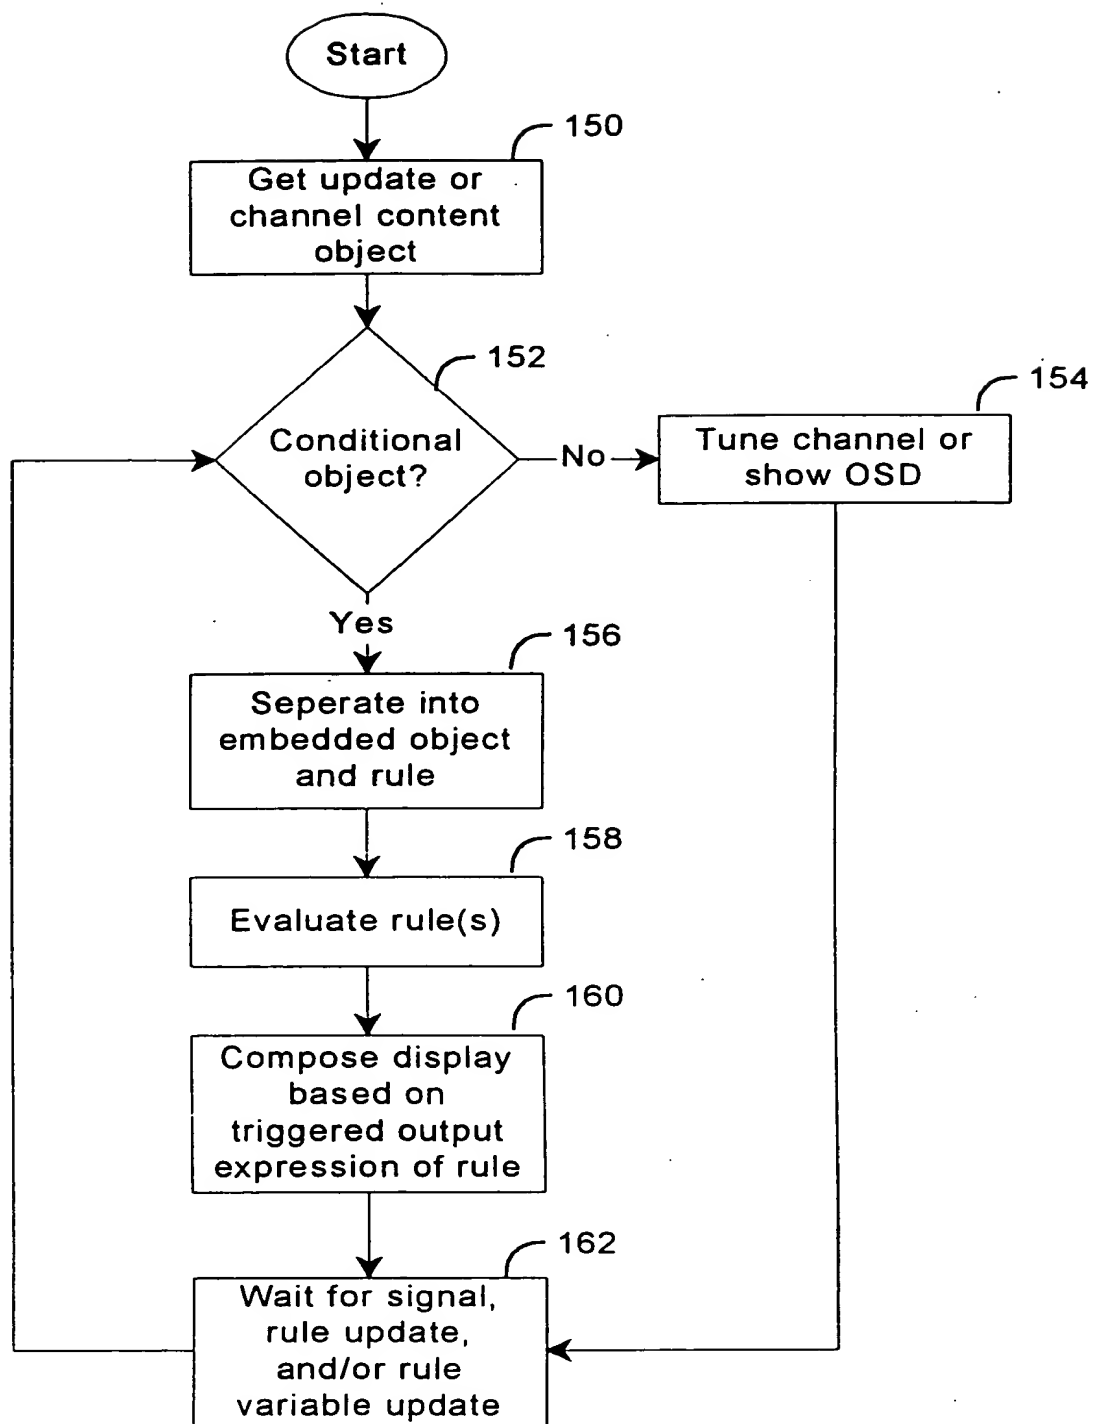 Start
150
Get update or
channel content
object
152
Conditional
object?
No
154
Tune channel or
show OSD
Yes
156
Seperate into
embedded object
and rule
158
Evaluate rule(s)
160
Compose display
based on
triggered output
expression of rule
162
Wait for signal,
rule update,
and/or rule
variable update